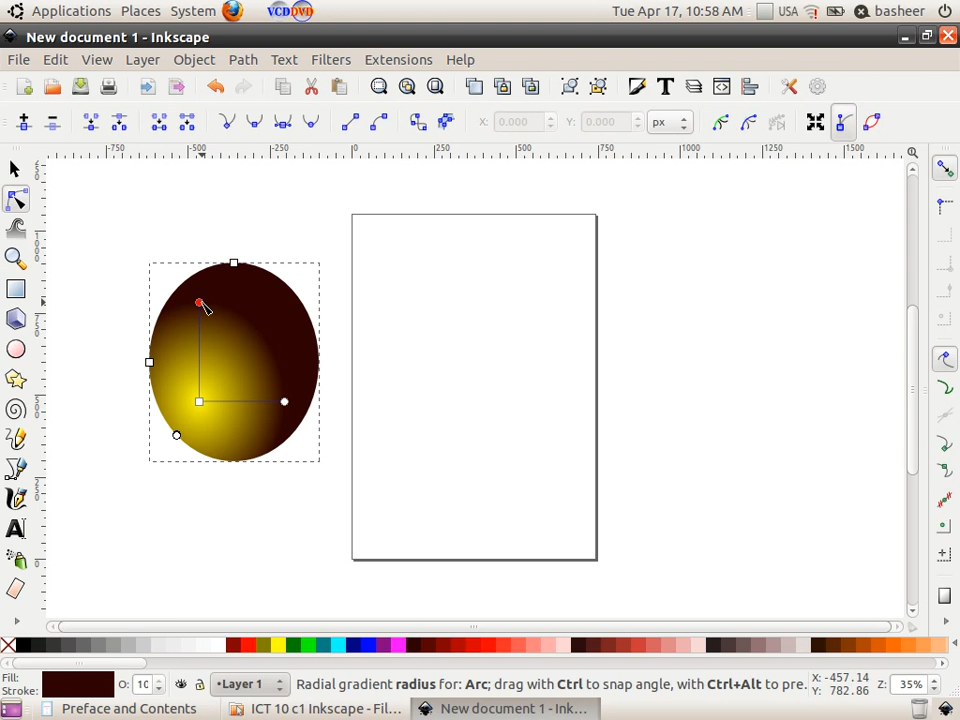 Applications Places System VCD DVD Tue Apr 17, 10:58 AM USA basheer
New document 1 - Inkscape
File Edit View Layer Object Path Text Filters Extensions Help
X: 0.000 Y: 0.000 px
-750 -500 -250 0 250 500 750 1000 1250 1500
Fill:
Stroke:
O: 10
•Layer 1
Radial gradient radius for: Arc; drag with Ctrl to snap angle, with Ctrl+Alt to pre...
X: -457.14
Y: 782.86
Z: 35%
Preface and Contents ICT 10 c1 Inkscape - Fil... New document 1 - Ink...